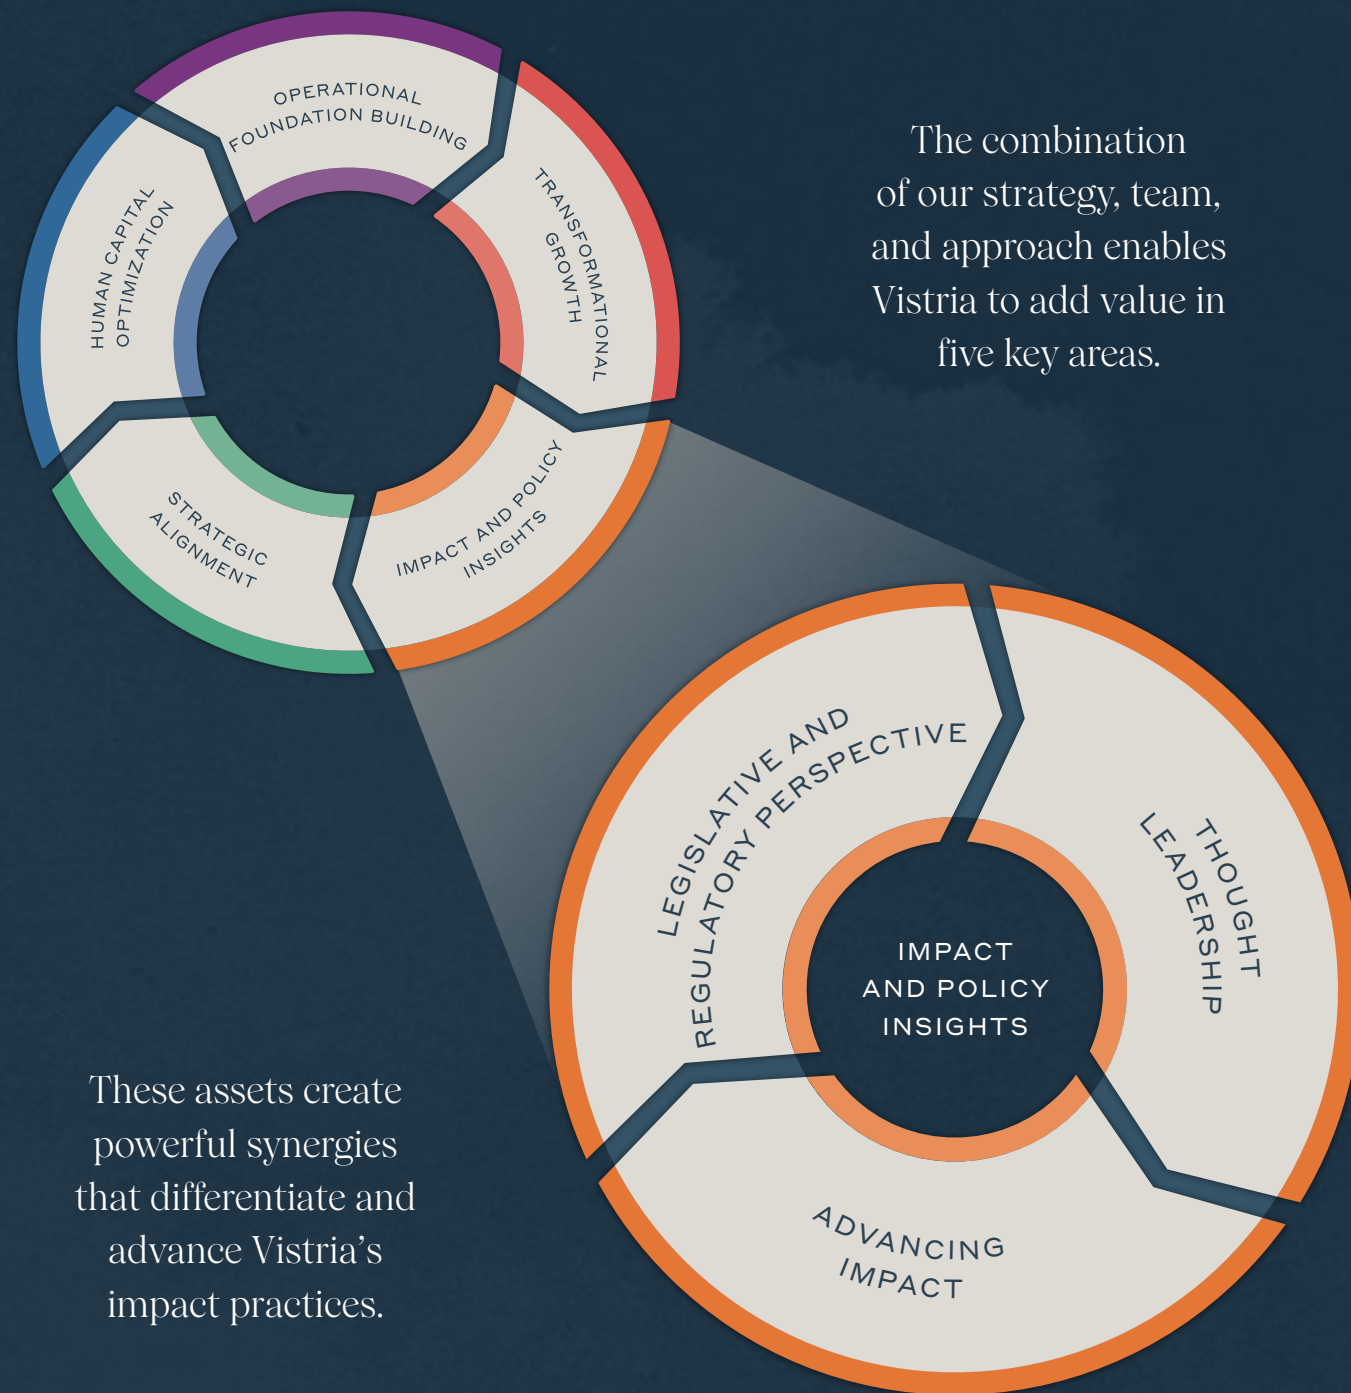 OPERATIONAL
FOUNDATION BUILDING
TRANSFORMATIONAL
GROWTH
HUMAN CAPITAL
OPTIMIZATION
STRATEGIC
ALIGNMENT
IMPACT AND POLICY
INSIGHTS
The combination
of our strategy, team,
and approach enables
Vistria to add value in
five key areas.
LEGISLATIVE AND
REGULATORY PERSPECTIVE
THOUGHT
LEADERSHIP
IMPACT
AND POLICY
INSIGHTS
ADVANCING
IMPACT
These assets create
powerful synergies
that differentiate and
advance Vistria’s
impact practices.